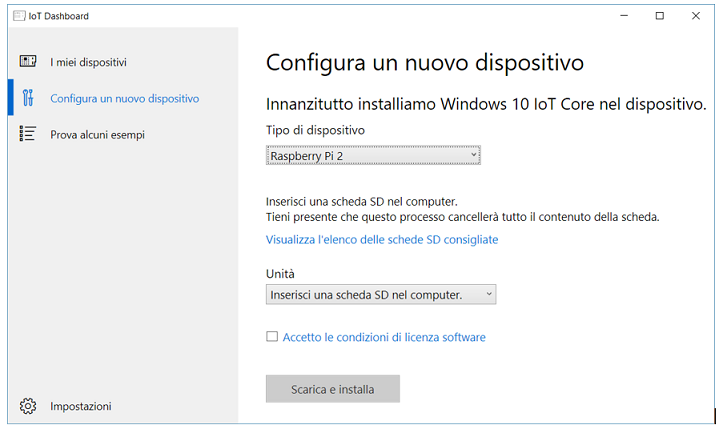 IoT Dashboard
I miei dispositivi
Configura un nuovo dispositivo
Prova alcuni esempi
Impostazioni
Configura un nuovo dispositivo
Innanzitutto installiamo Windows 10 IoT Core nel dispositivo.
Tipo di dispositivo
Raspberry Pi 2
Inserisci una scheda SD nel computer.
Tieni presente che questo processo cancellerà tutto il contenuto della scheda.
Visualizza l'elenco delle schede SD consigliate
Unità
Inserisci una scheda SD nel computer.
Accetto le condizioni di licenza software
Scarica e installa